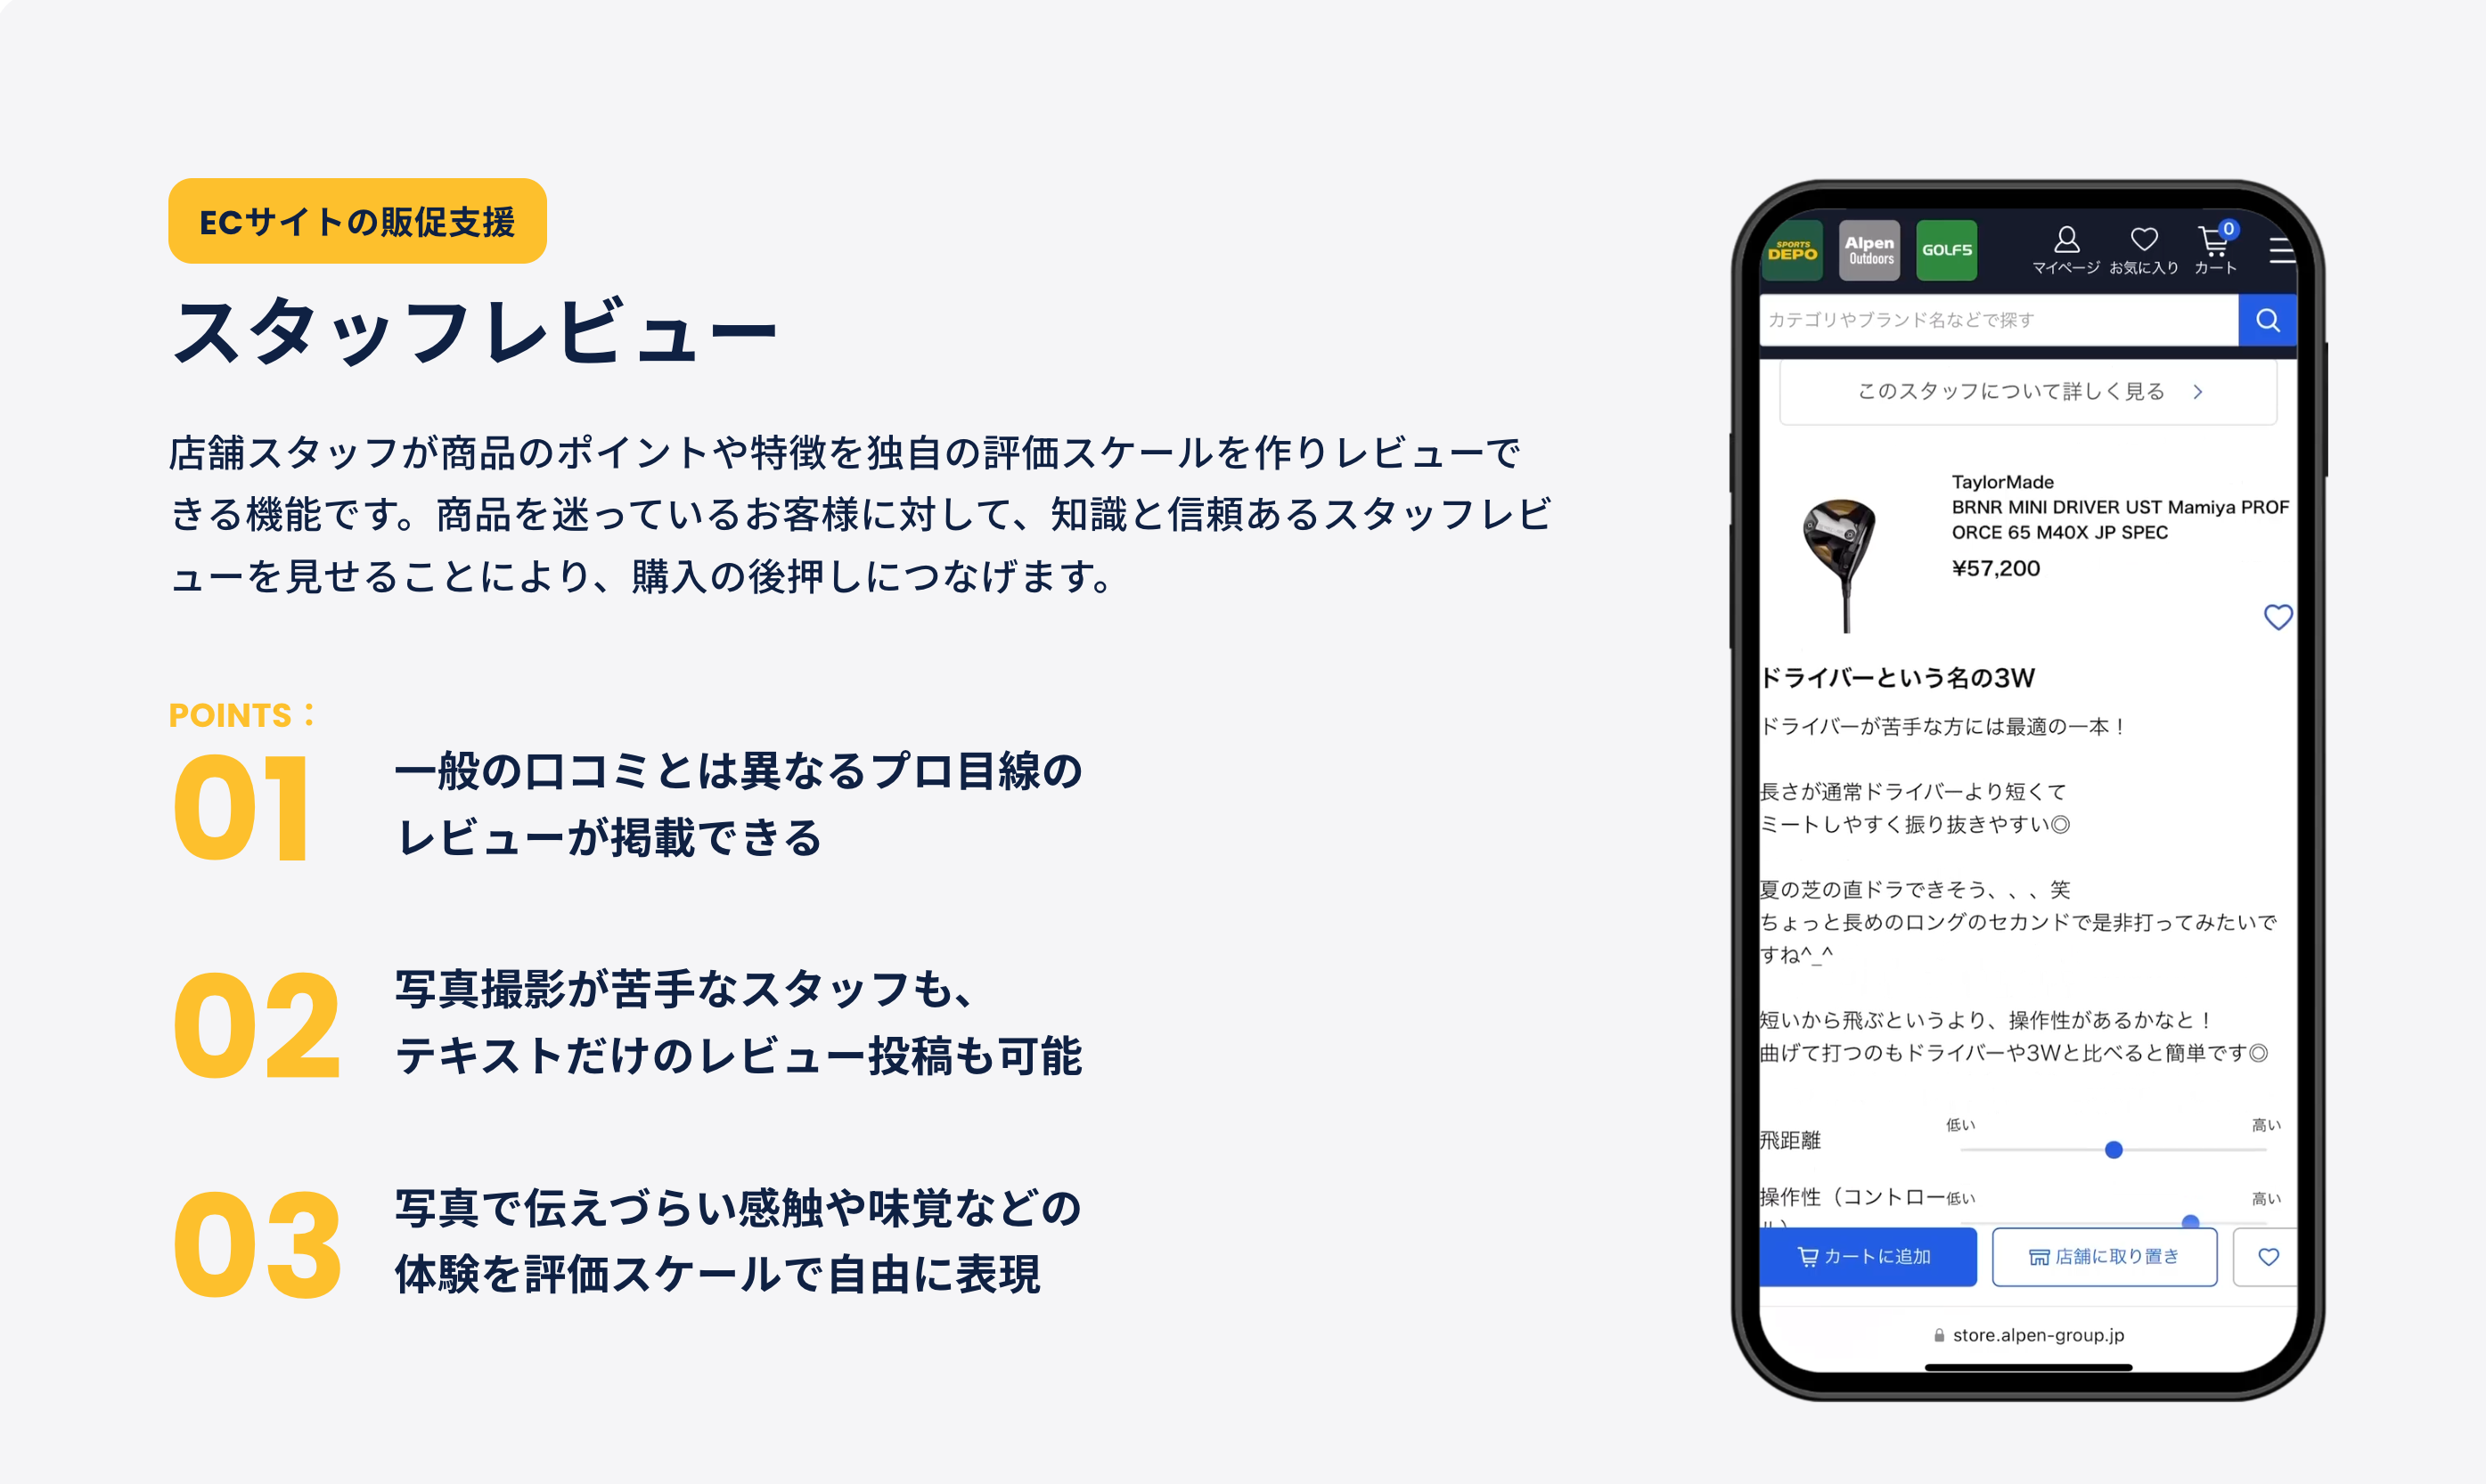 ECサイトの販促支援
スタッフレビュー
店舗スタッフが商品のポイントや特徴を独自の評価スケールを作りレビューで
きる機能です。商品を迷っているお客様に対して、知識と信頼あるスタッフレビ
ューを見せることにより、購入の後押しにつなげます。
POINTS：
01
一般の口コミとは異なるプロ目線の
レビューが掲載できる
02
写真撮影が苦手なスタッフも、
テキストだけのレビュー投稿も可能
03
写真で伝えづらい感触や味覚などの
体験を評価スケールで自由に表現
SPORTS
DEPO
Alpen
Outdoors
GOLF5
マイページ
お気に入り
0
カート
カテゴリやブランド名などで探す
このスタッフについて詳しく見る
TaylorMade
BRNR MINI DRIVER UST Mamiya PROF
ORCE 65 M40X JP SPEC
¥57,200
ドライバーという名の3W
ドライバーが苦手な方には最適の一本！
長さが通常ドライバーより短くて
ミートしやすく振り抜きやすい◎
夏の芝の直ドラできそう、、、笑
ちょっと長めのロングのセカンドで是非打ってみたいで
すね^_^
短いから飛ぶというより、操作性があるかなと！
曲げて打つのもドライバーや3Wと比べると簡単です◎
飛距離
低い
高い
操作性（コントロー
ル）
低い
高い
カートに追加
店舗に取り置き
store.alpen-group.jp